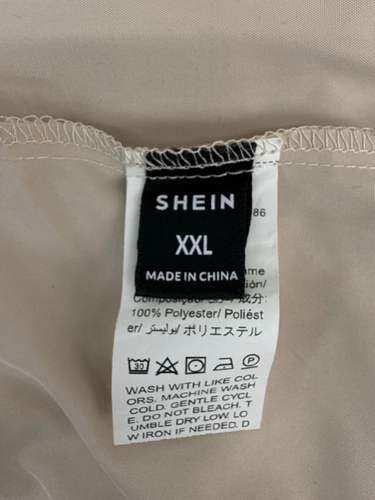 SHEIN
XXL
MADE IN CHINA
86
100% Polyester/ Poliést
er/ بوليستر/ ポリエステル
30
P
WASH WITH LIKE COL
ORS. MACHINE WASH
COLD. GENTLE CYCL
E. DO NOT BLEACH. T
UMBLE DRY LOW. LO
W IRON IF NEEDED. D